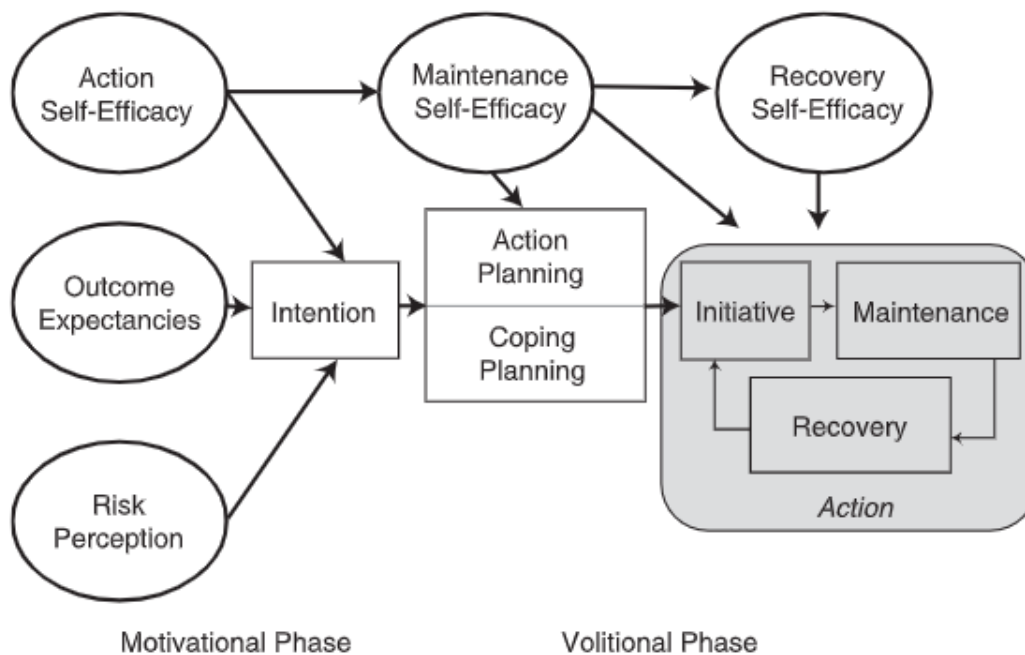 Action
Self-Efficacy
Maintenance
Self-Efficacy
Recovery
Self-Efficacy
Outcome
Expectancies
Intention
Action
Planning
Coping
Planning
Initiative
Maintenance
Recovery
Action
Risk
Perception
Motivational Phase
Volitional Phase